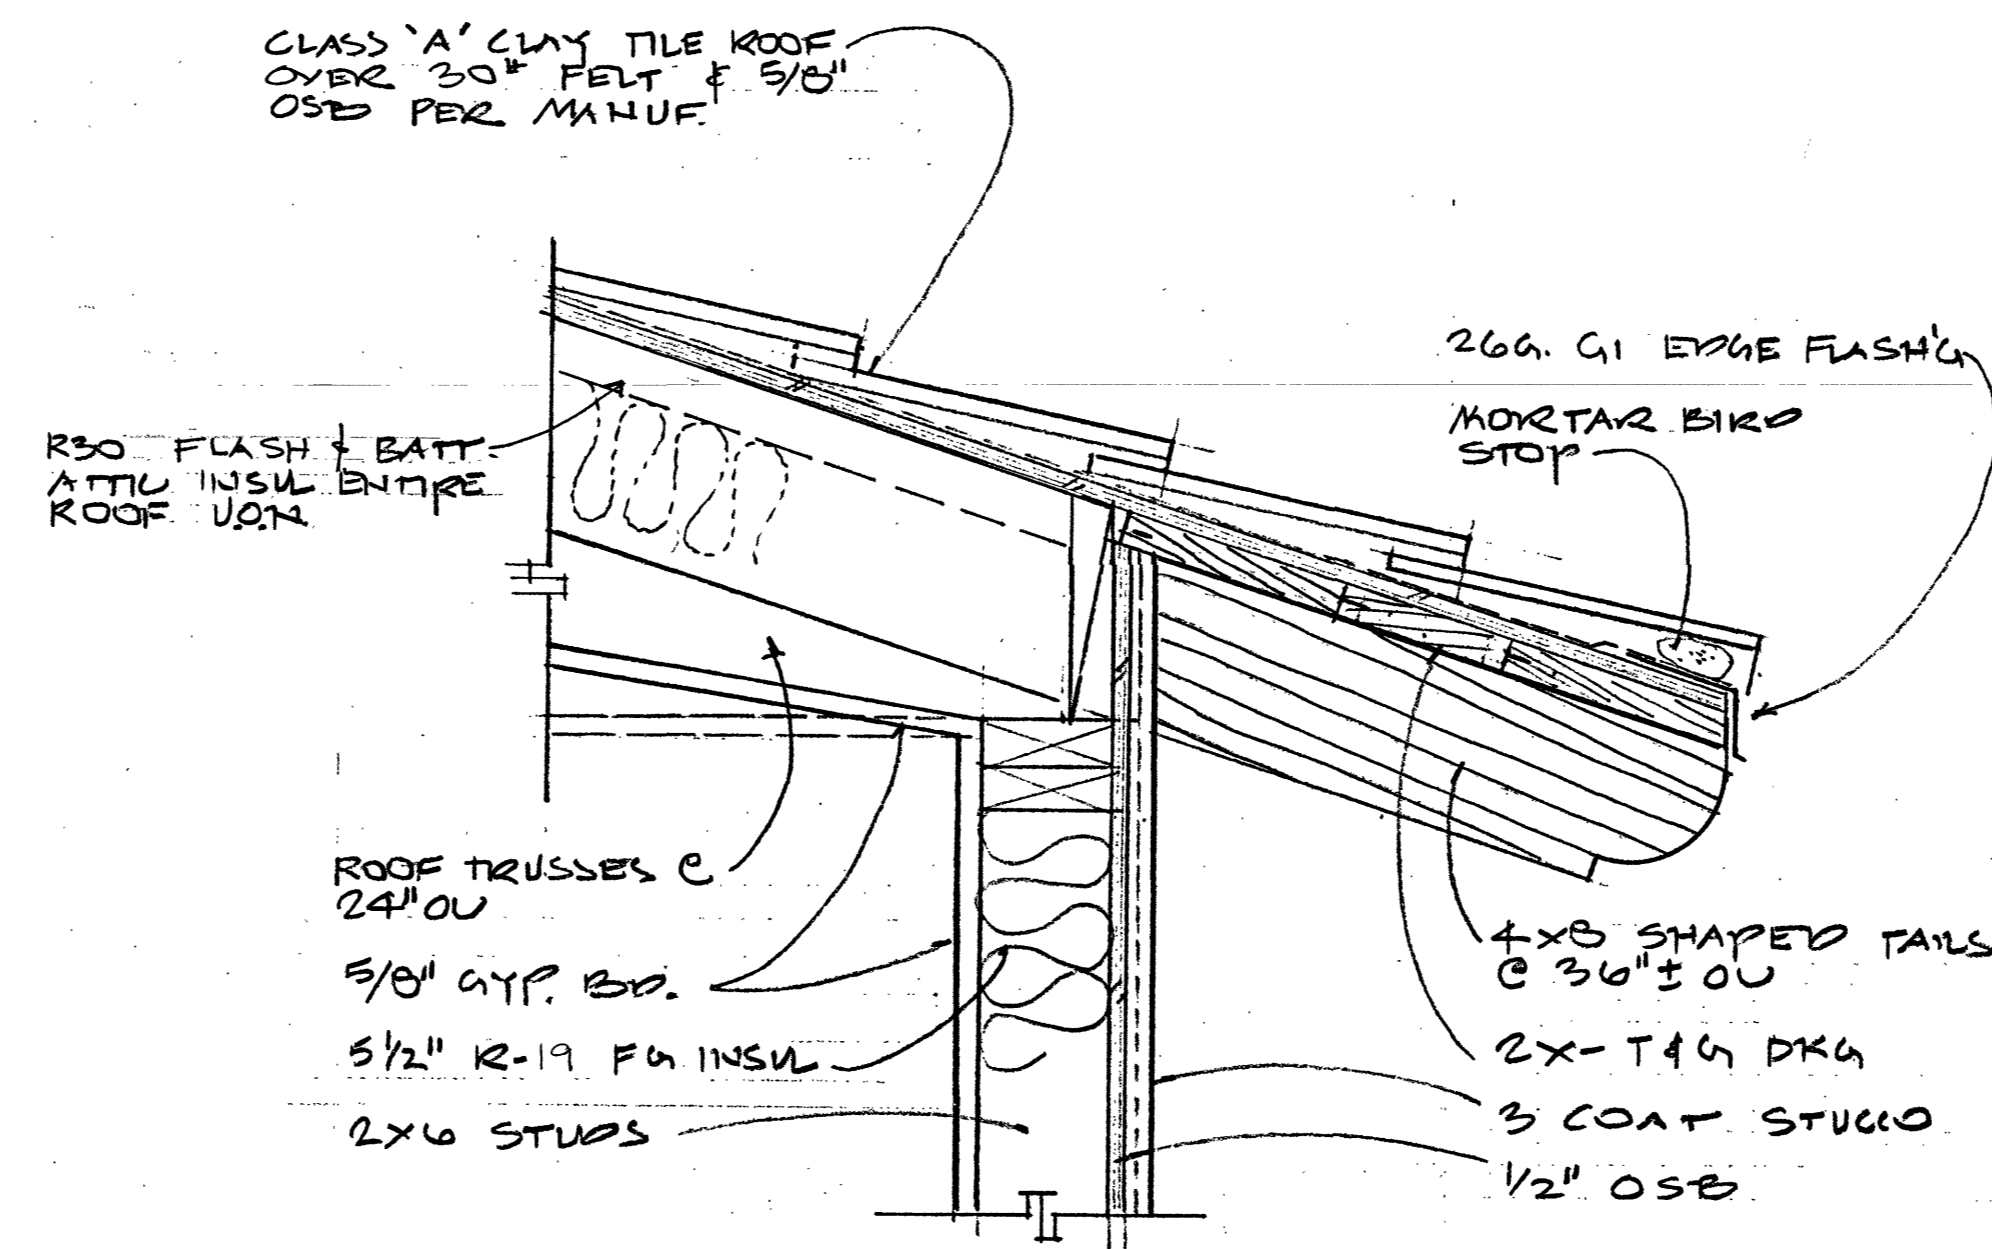 CLASS 'A' CLAY TILE ROOF
OVER 30# FELT & 5/8"
OSB PER MANUF.
26G. GI EDGE FLASH'G
MORTAR BIRD
STOP
R30 FLASH & BATT
ATTIC INSUL ENTIRE
ROOF U.O.N.
ROOF TRUSSES @
24" OC
5/8" GYP. BD.
5 1/2" R-19 FG INSUL
2x6 STUDS
4x8 SHAPED TAILS
@ 36"± OC
2x- T&G DKG
3 COAT STUCCO
1/2" OSB